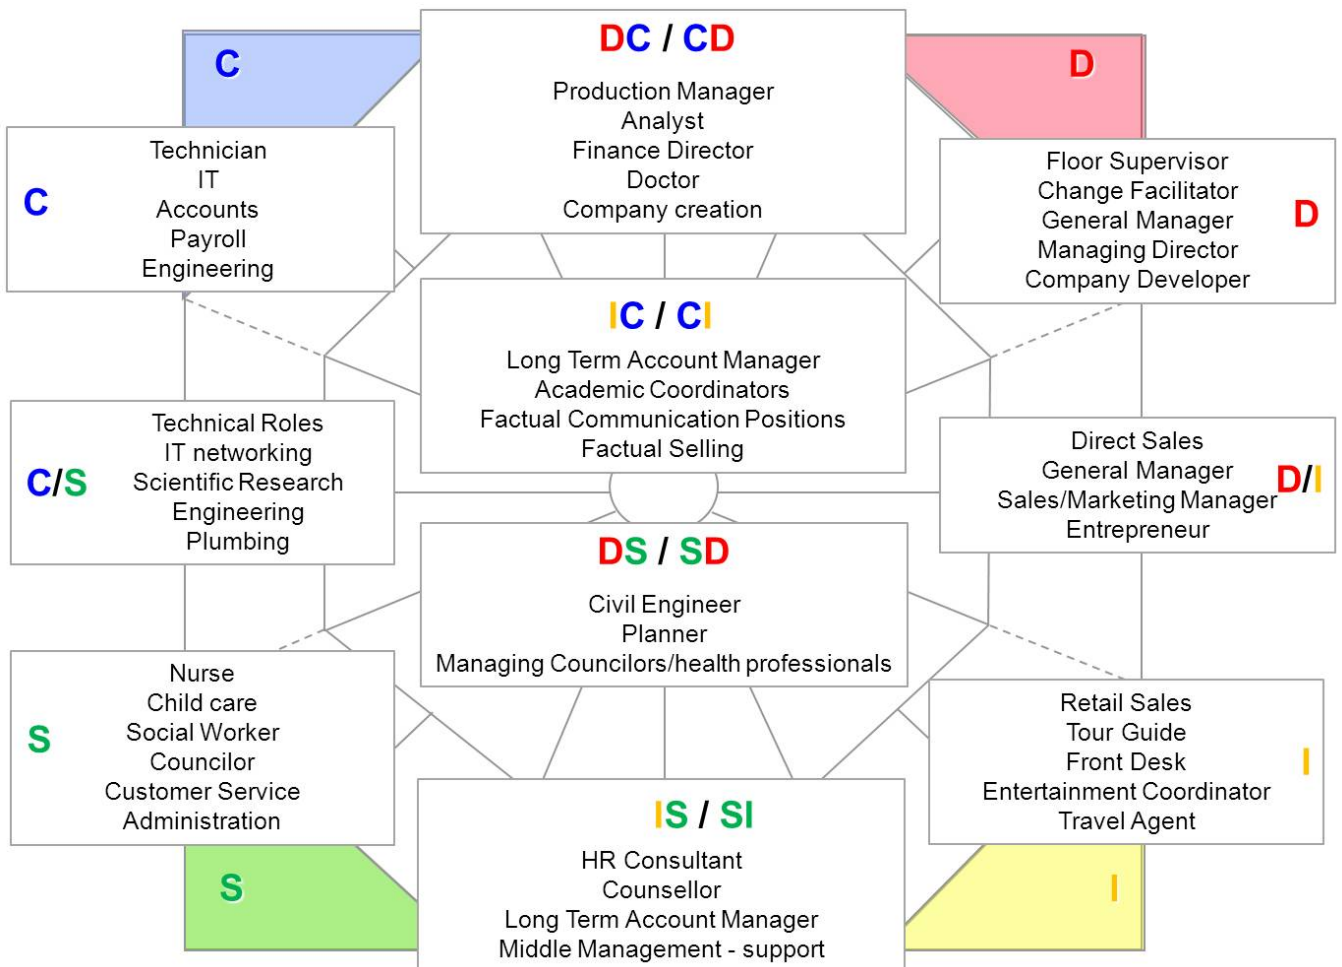 C
DC / CD
Production Manager
Analyst
Finance Director
Doctor
Company creation
D
C
Technician
IT
Accounts
Payroll
Engineering
Floor Supervisor
Change Facilitator
General Manager
Managing Director
Company Developer
D
IC / CI
Long Term Account Manager
Academic Coordinators
Factual Communication Positions
Factual Selling
C/S
Technical Roles
IT networking
Scientific Research
Engineering
Plumbing
Direct Sales
General Manager
Sales/Marketing Manager
Entrepreneur
D/I
DS / SD
Civil Engineer
Planner
Managing Councilors/health professionals
S
Nurse
Child care
Social Worker
Councilor
Customer Service
Administration
Retail Sales
Tour Guide
Front Desk
Entertainment Coordinator
Travel Agent
I
IS / SI
HR Consultant
Counsellor
Long Term Account Manager
Middle Management - support
S
I